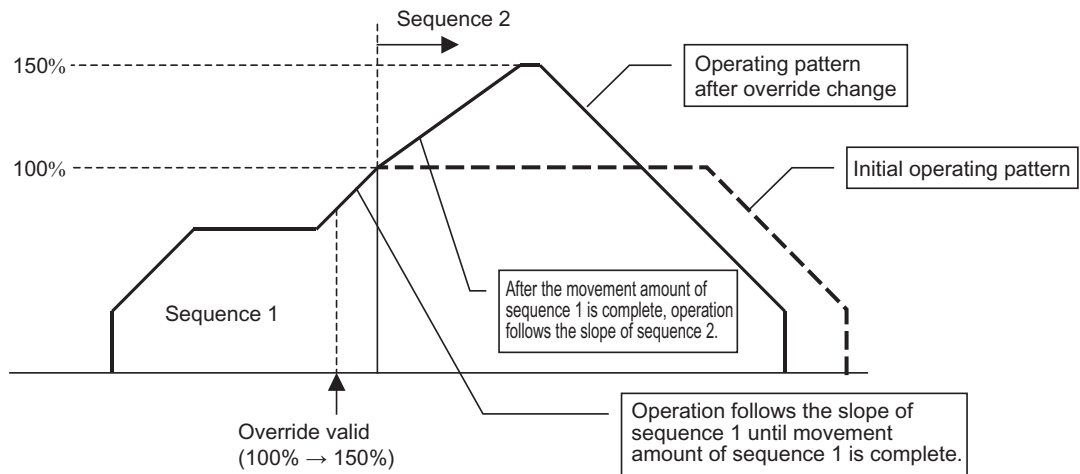 Sequence 2
150%
Operating pattern
after override change
100%
Initial operating pattern
After the movement amount of
sequence 1 is complete, operation
follows the slope of sequence 2.
Sequence 1
Override valid
(100% → 150%)
Operation follows the slope of
sequence 1 until movement
amount of sequence 1 is complete.